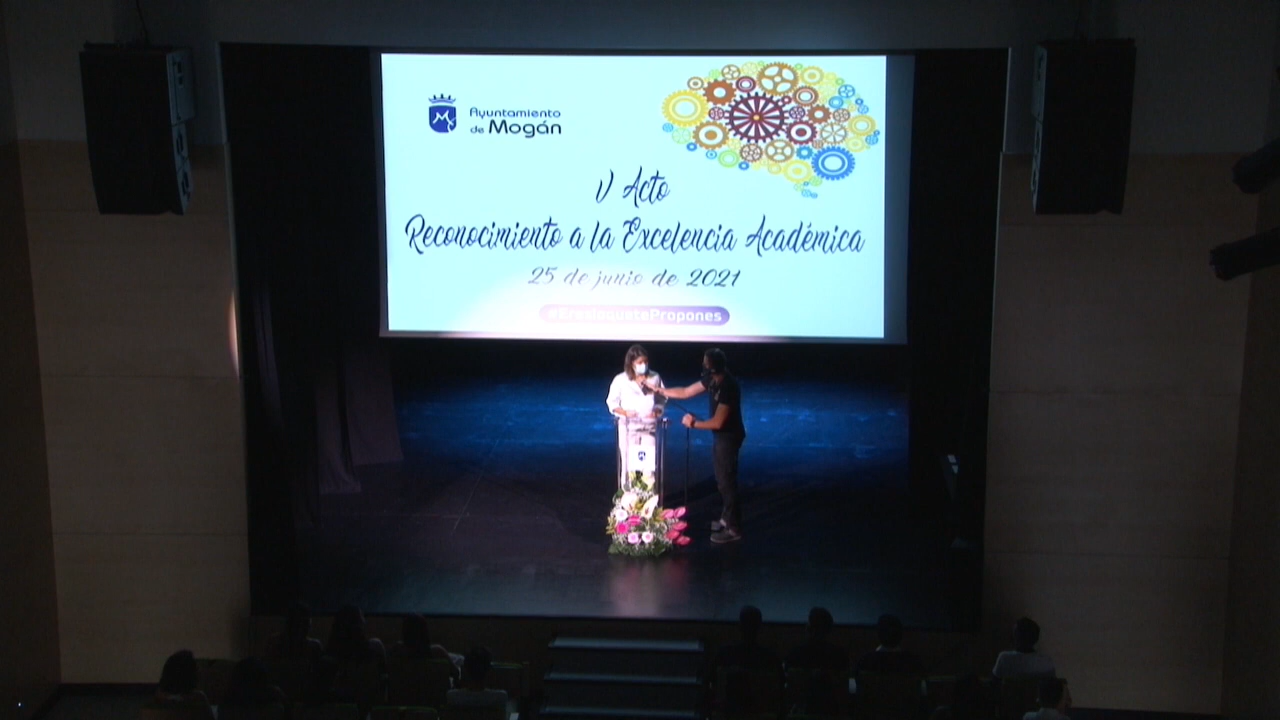 Ayuntamiento
de Mogán
V Acto
Reconocimiento a la Excelencia Académica
25 de junio de 2021
#EresloquetePropones